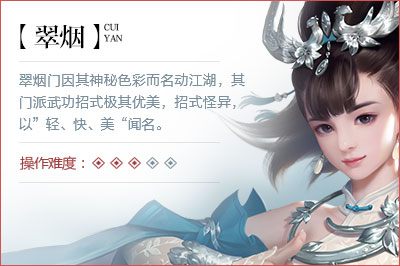 【翠烟】CUI
YAN
翠烟门因其神秘色彩而名动江湖，其
门派武功招式极其优美，招式怪异，
以”轻、快、美“闻名。
操作难度：